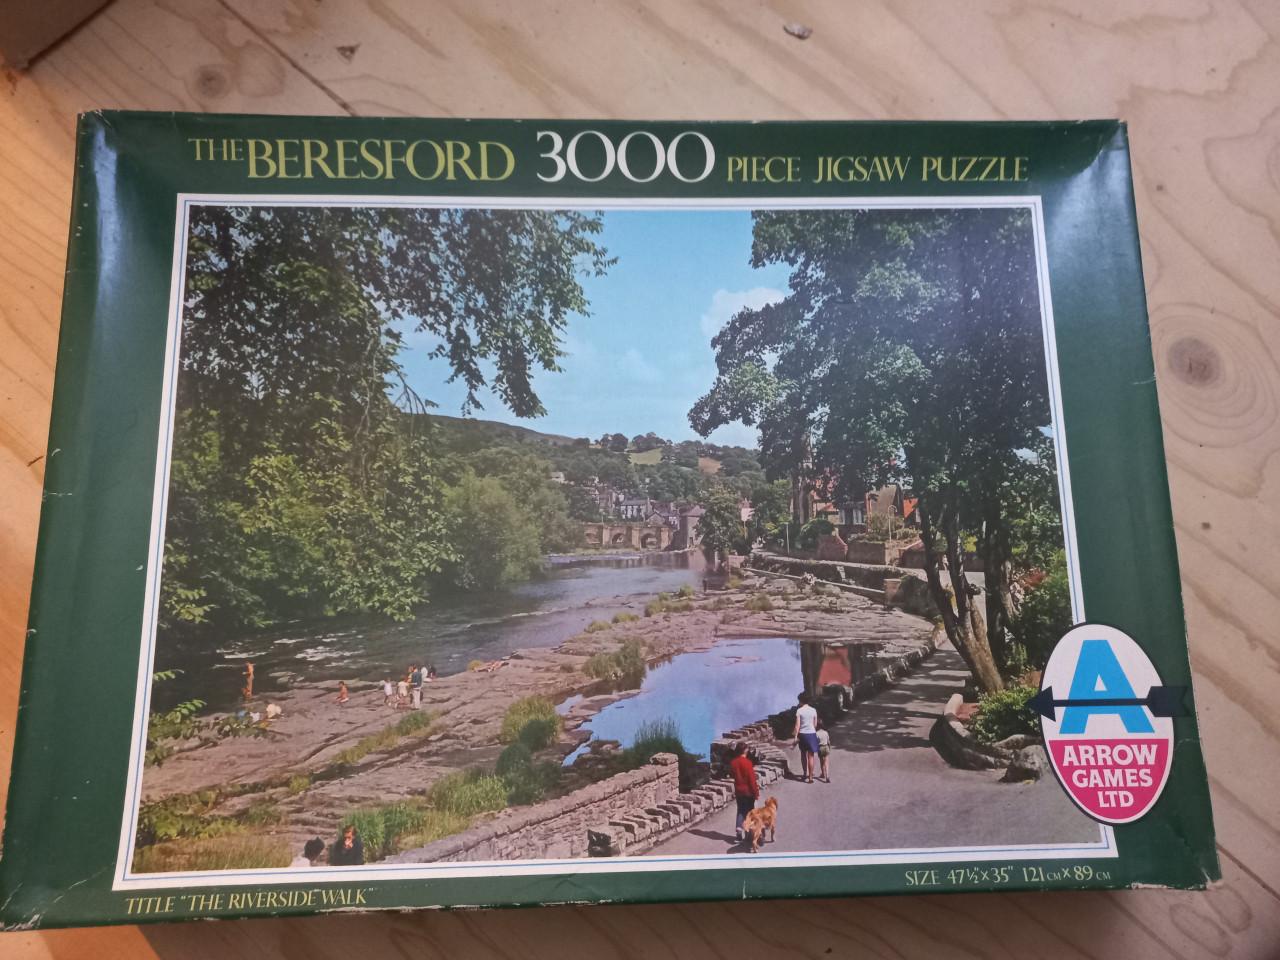 THE BERESFORD 3000 PIECE JIGSAW PUZZLE
A
ARROW
GAMES
LTD
SIZE 47½"×35" 121 CM × 89 CM
TITLE "THE RIVERSIDE WALK"